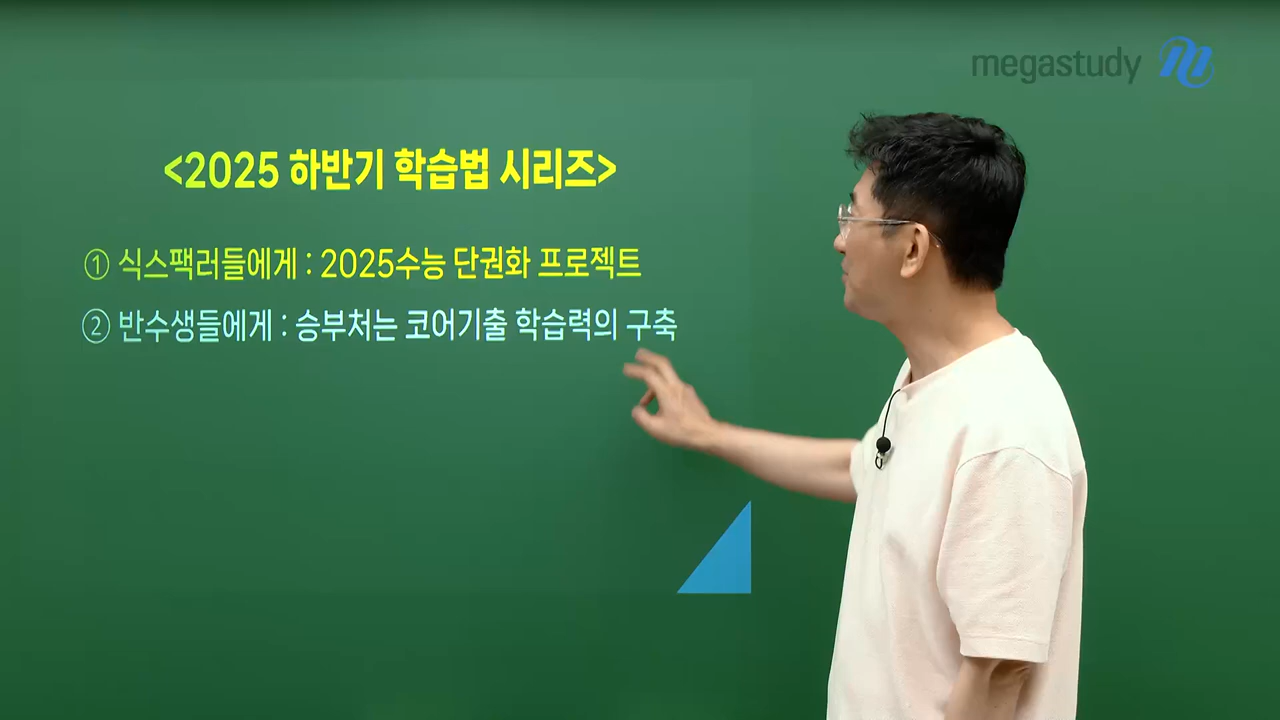 megastudy
<2025 하반기 학습법 시리즈>
① 식스팩러들에게 : 2025수능 단권화 프로젝트
② 반수생들에게 : 승부처는 코어기출 학습력의 구축